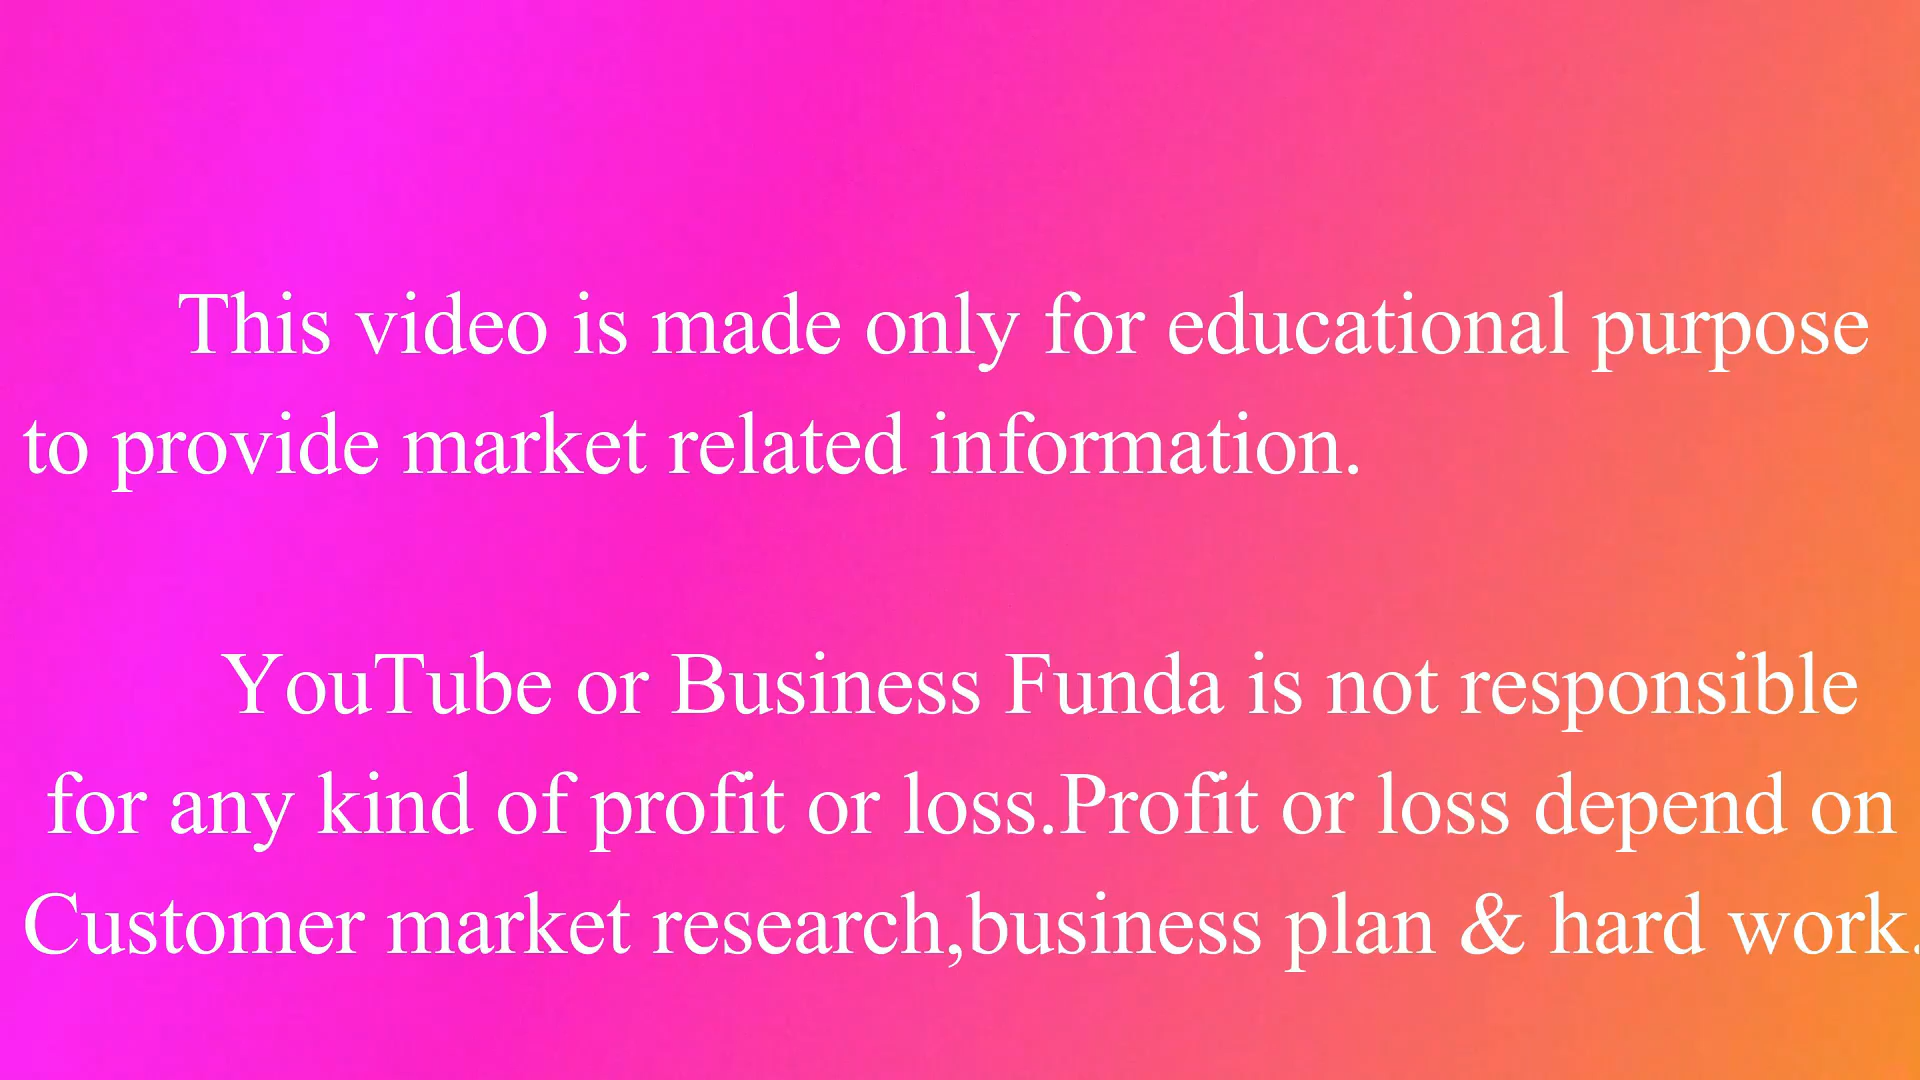 This video is made only for educational purpose
to provide market related information.
YouTube or Business Funda is not responsible
for any kind of profit or loss.Profit or loss depend on
Customer market research,business plan & hard work.